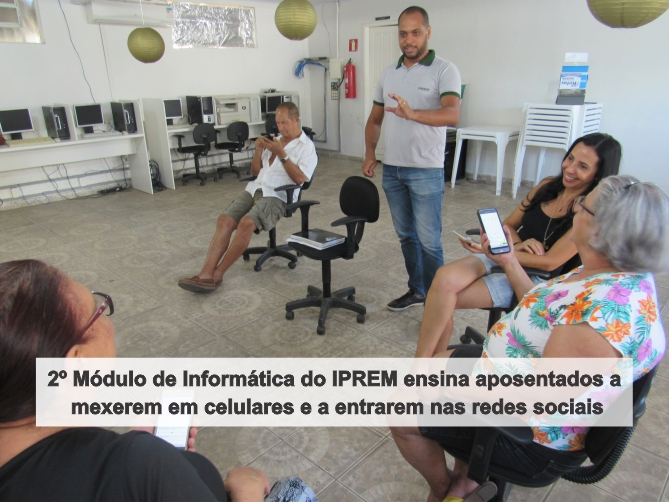 2º Módulo de Informática do IPREM ensina aposentados a
mexerem em celulares e a entrarem nas redes sociais